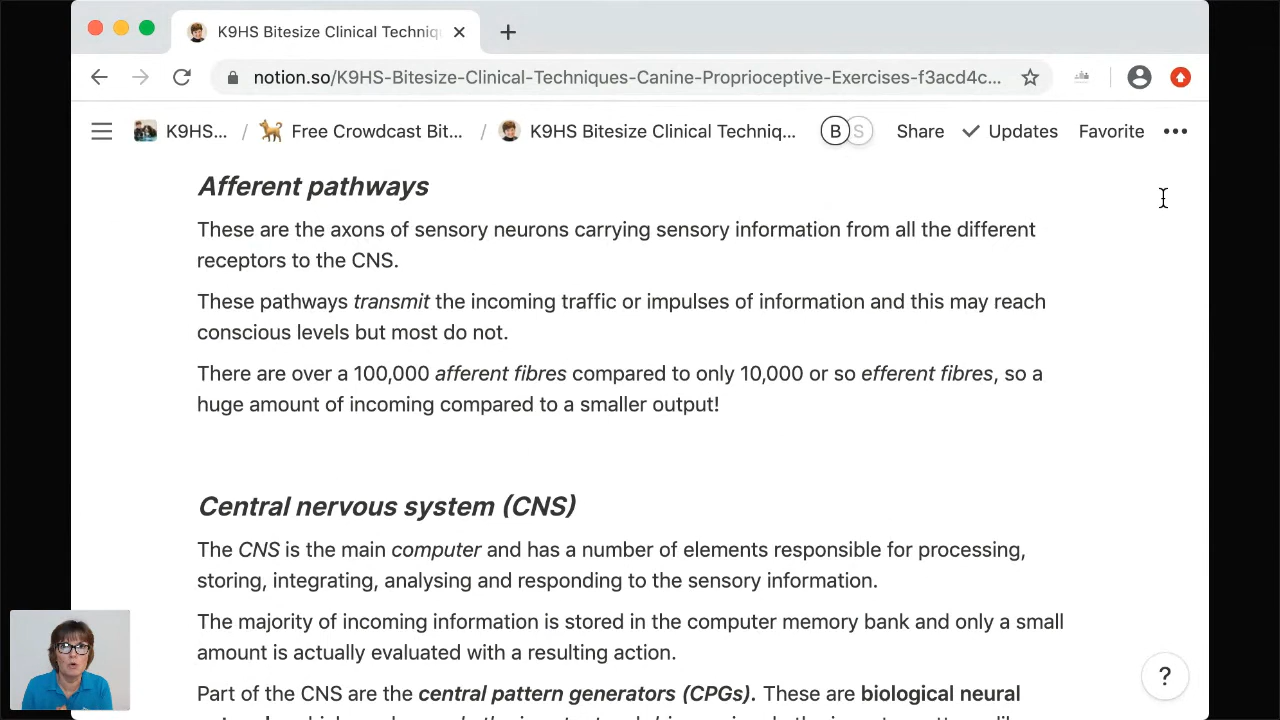 K9HS Bitesize Clinical Techniq
notion.so/K9HS-Bitesize-Clinical-Techniques-Canine-Proprioceptive-Exercises-f3acd4c...
K9HS... / Free Crowdcast Bit... / K9HS Bitesize Clinical Techniq... B S Share Updates Favorite
Afferent pathways
These are the axons of sensory neurons carrying sensory information from all the different
receptors to the CNS.
These pathways transmit the incoming traffic or impulses of information and this may reach
conscious levels but most do not.
There are over a 100,000 afferent fibres compared to only 10,000 or so efferent fibres, so a
huge amount of incoming compared to a smaller output!
Central nervous system (CNS)
The CNS is the main computer and has a number of elements responsible for processing,
storing, integrating, analysing and responding to the sensory information.
The majority of incoming information is stored in the computer memory bank and only a small
amount is actually evaluated with a resulting action.
Part of the CNS are the central pattern generators (CPGs). These are biological neural
?